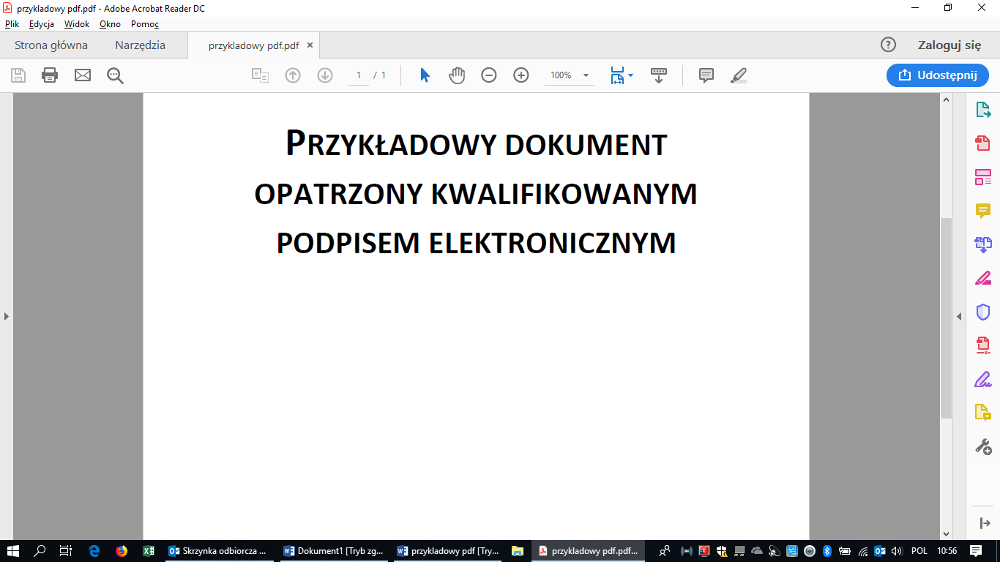 przykladowy pdf.pdf - Adobe Acrobat Reader DC
Plik Edycja Widok Okno Pomoc
Strona główna Narzędzia przykladowy pdf.pdf × Zaloguj się
1 / 1 100% Udostępnij
PRZYKŁADOWY DOKUMENT
OPATRZONY KWALIFIKOWANYM
PODPISEM ELEKTRONICZNYM
Skrzynka odbiorcza ... Dokument1 [Tryb zg... przykladowy pdf [Try... przykladowy pdf.pdf... POL 10:56